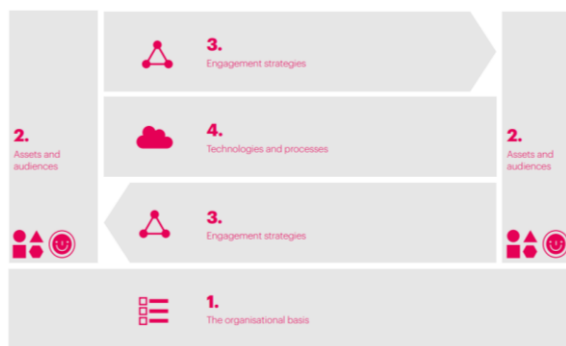 3.
Engagement strategies
2.
Assets and
audiences
4.
Technologies and processes
2.
Assets and
audiences
3.
Engagement strategies
1.
The organisational basis